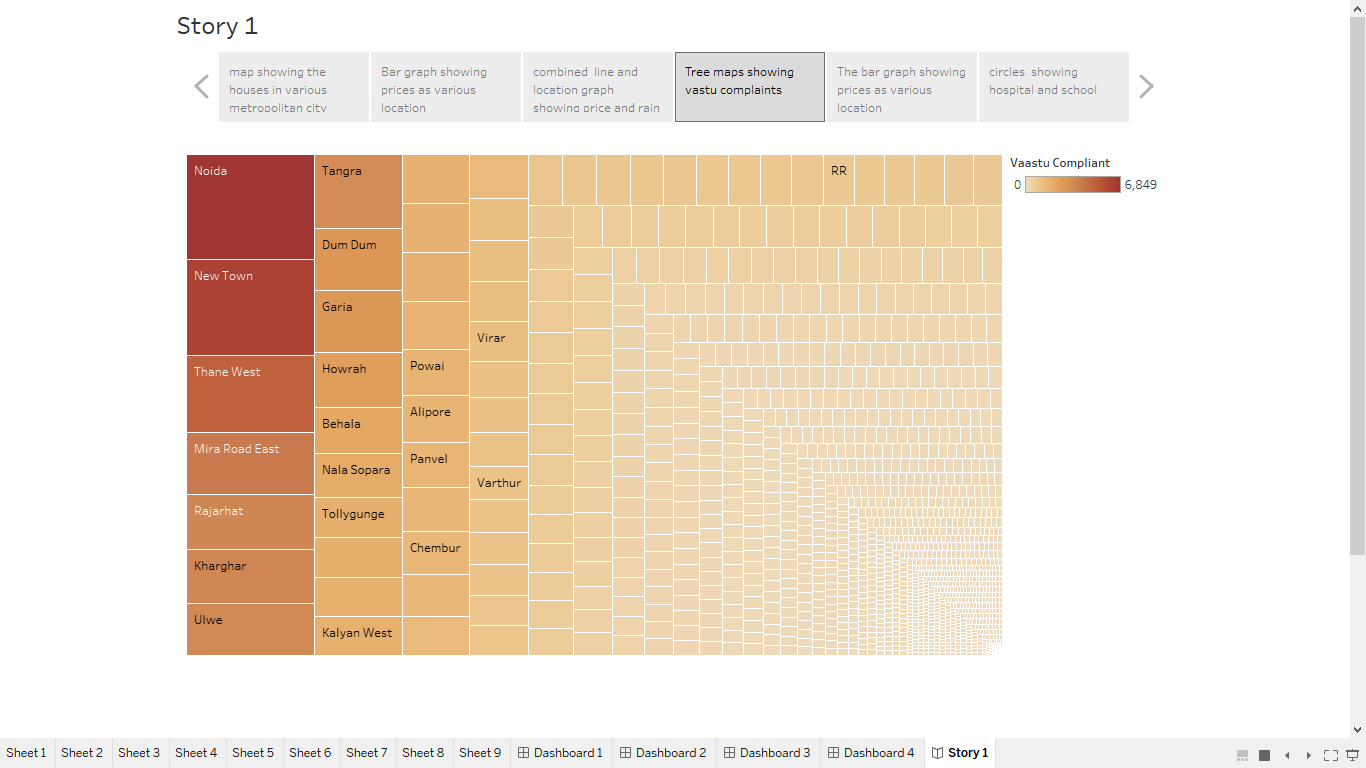 Story 1
map showing the
houses in various
metropolitan city
Bar graph showing
prices as various
location
combined line and
location graph
showing price and rain
Tree maps showing
vastu complaints
The bar graph showing
prices as various
location
circles showing
hospital and school
Noida
New Town
Thane West
Mira Road East
Rajarhat
Kharghar
Ulwe
Tangra
Dum Dum
Garia
Howrah
Behala
Nala Sopara
Tollygunge
Kalyan West
Powai
Alipore
Panvel
Chembur
Virar
Varthur
RR
Vaastu Compliant
0 6,849
Sheet 1 Sheet 2 Sheet 3 Sheet 4 Sheet 5 Sheet 6 Sheet 7 Sheet 8 Sheet 9 Dashboard 1 Dashboard 2 Dashboard 3 Dashboard 4 Story 1